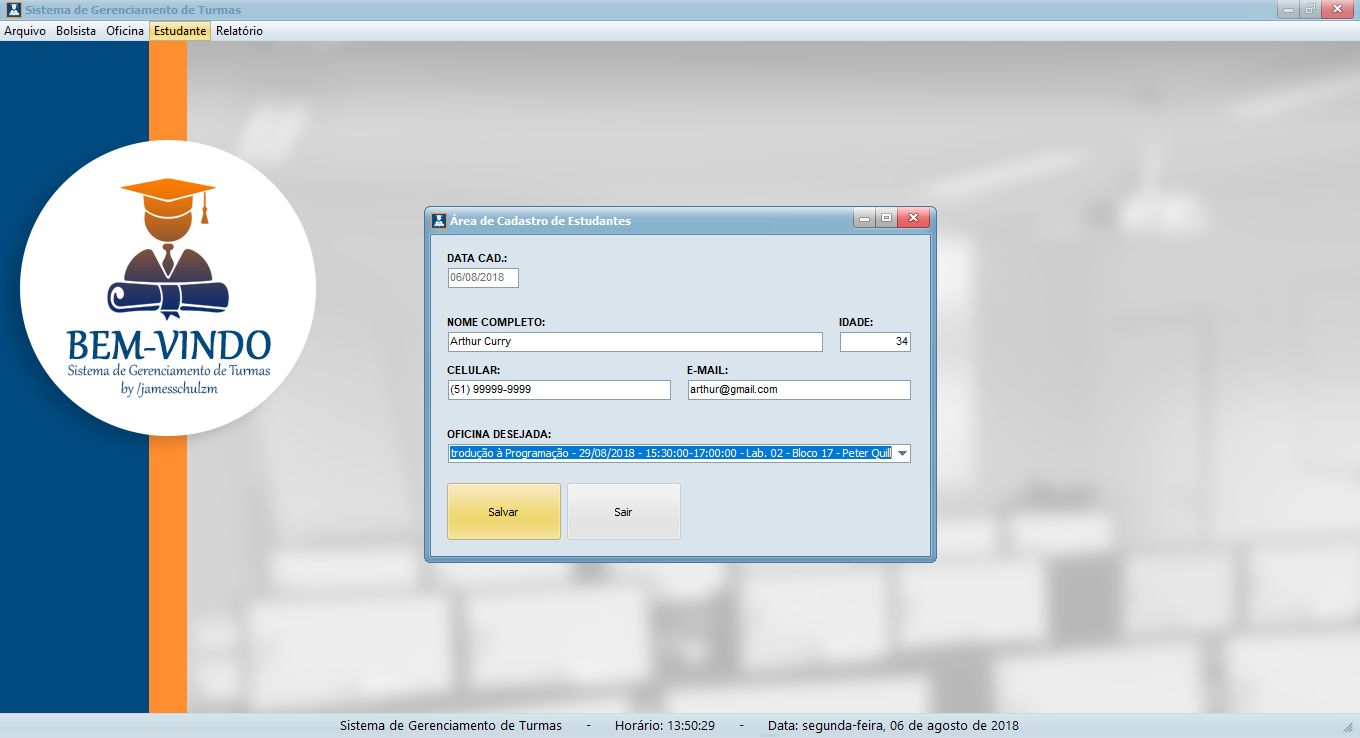 Sistema de Gerenciamento de Turmas
Arquivo Bolsista Oficina Estudante Relatório
BEM-VINDO
Sistema de Gerenciamento de Turmas
by /jamesschulzm
Área de Cadastro de Estudantes
DATA CAD.:
06/08/2018
NOME COMPLETO: IDADE:
Arthur Curry 34
CELULAR: E-MAIL:
(51) 99999-9999 arthur@gmail.com
OFICINA DESEJADA:
trodução à Programação - 29/08/2018 - 15:30:00-17:00:00 - Lab. 02 - Bloco 17 - Peter Quill
Salvar Sair
Sistema de Gerenciamento de Turmas - Horário: 13:50:29 - Data: segunda-feira, 06 de agosto de 2018